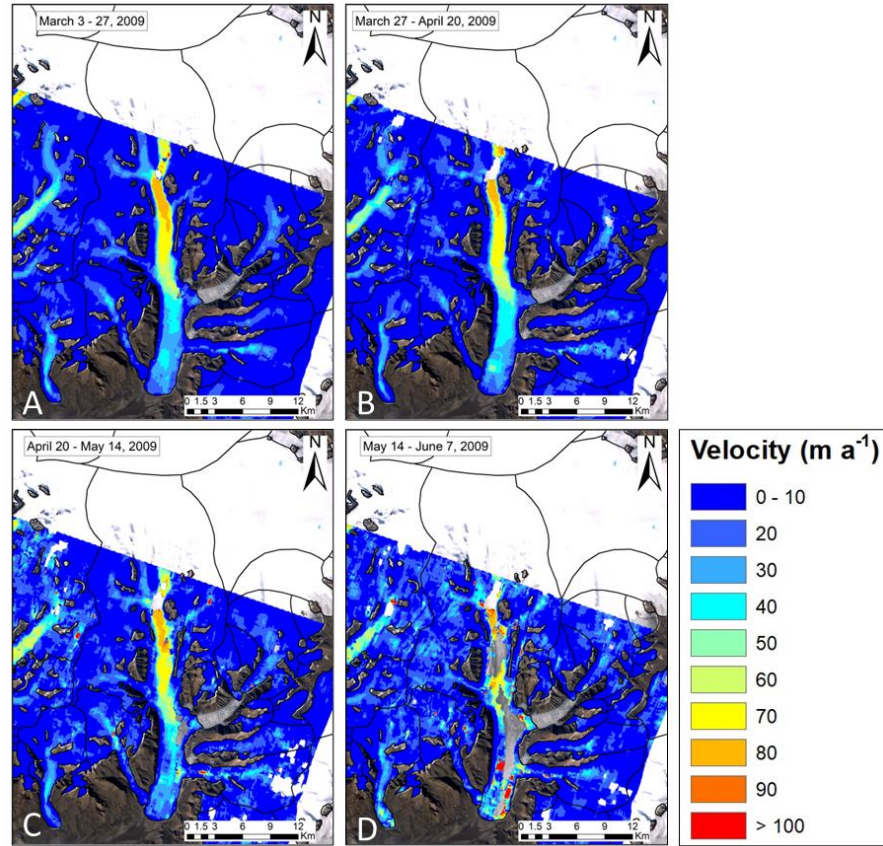 March 3 - 27, 2009
N
A
0 1.5 3 6 9 12
Km
March 27 - April 20, 2009
N
B
0 1.5 3 6 9 12
Km
April 20 - May 14, 2009
N
C
0 1.5 3 6 9 12
Km
May 14 - June 7, 2009
N
D
0 1.5 3 6 9 12
Km
Velocity (m a⁻¹)
0 - 10
20
30
40
50
60
70
80
90
> 100